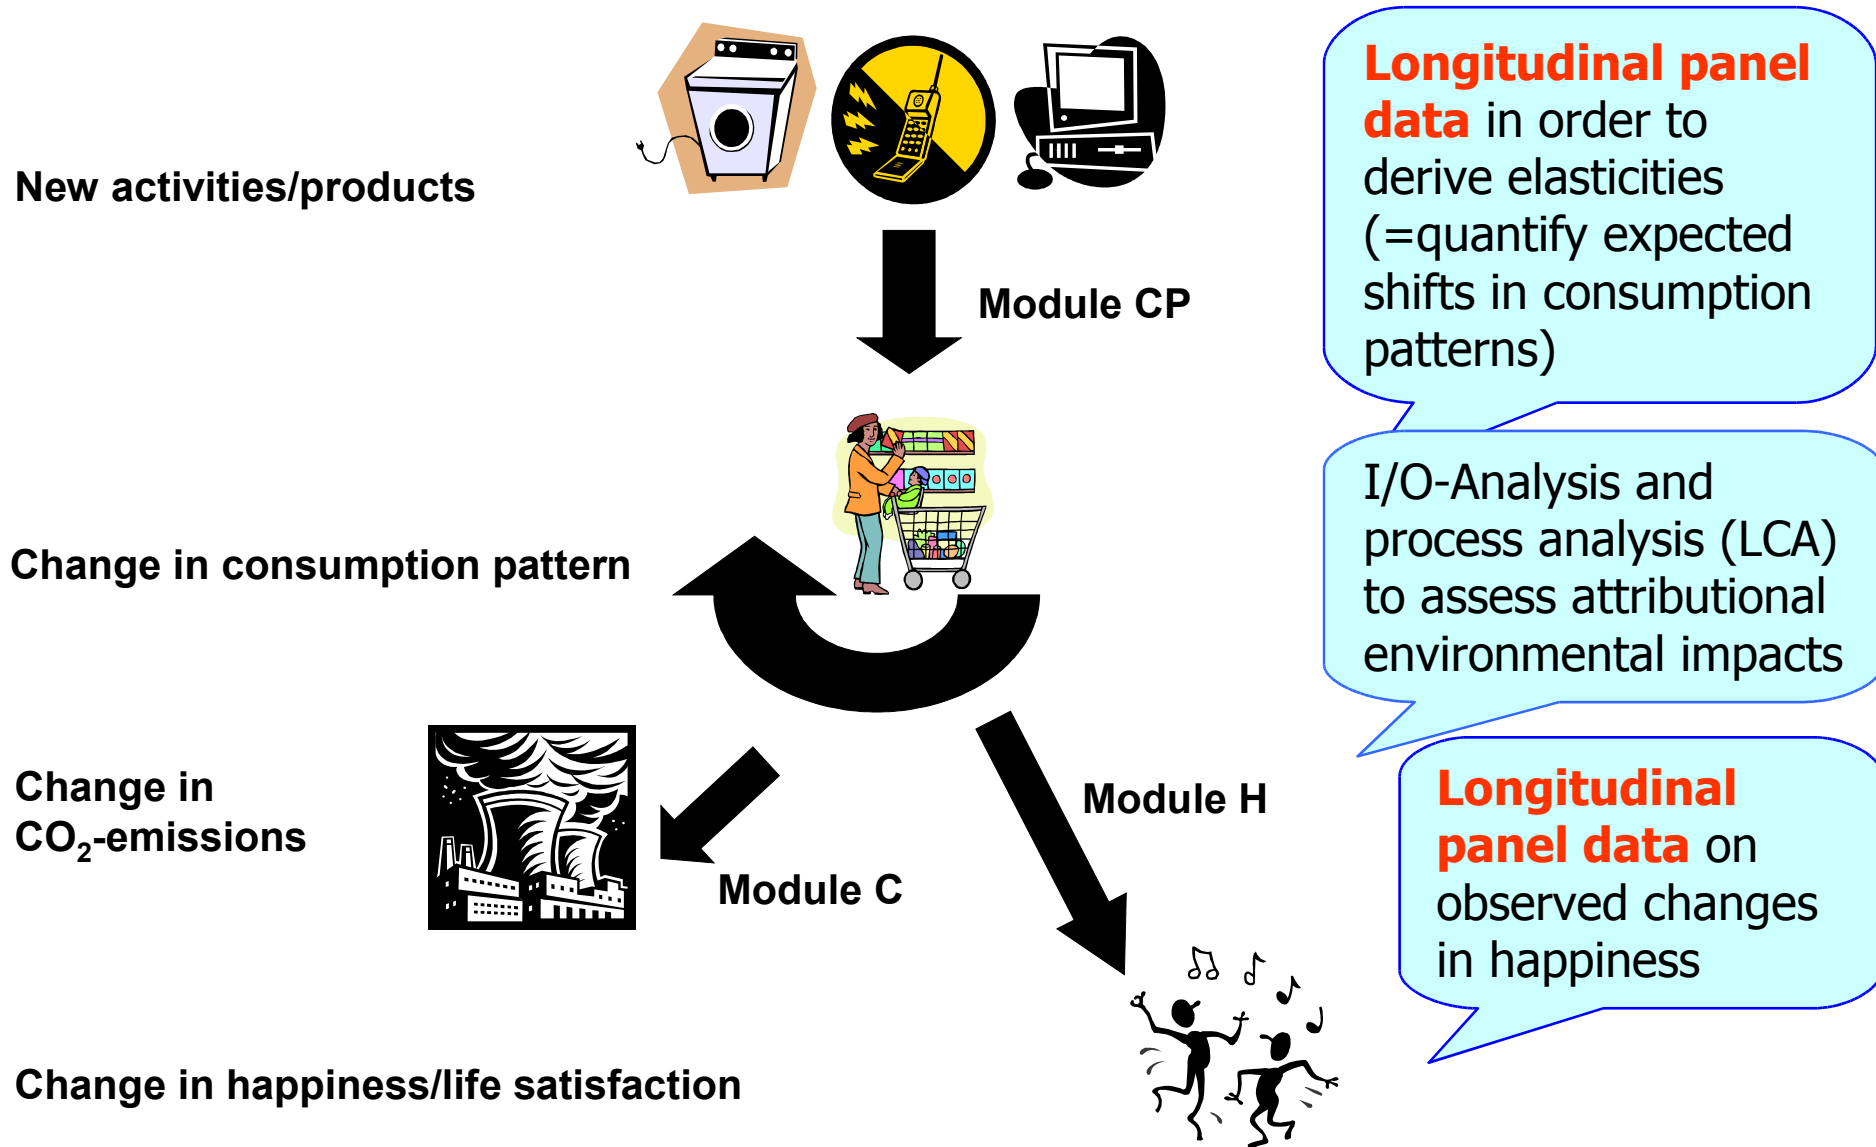 New activities/products
Module CP
Longitudinal panel
data in order to
derive elasticities
(=quantify expected
shifts in consumption
patterns)
Change in consumption pattern
I/O-Analysis and
process analysis (LCA)
to assess attributional
environmental impacts
Change in
CO₂-emissions
Module C
Module H
Longitudinal
panel data on
observed changes
in happiness
Change in happiness/life satisfaction